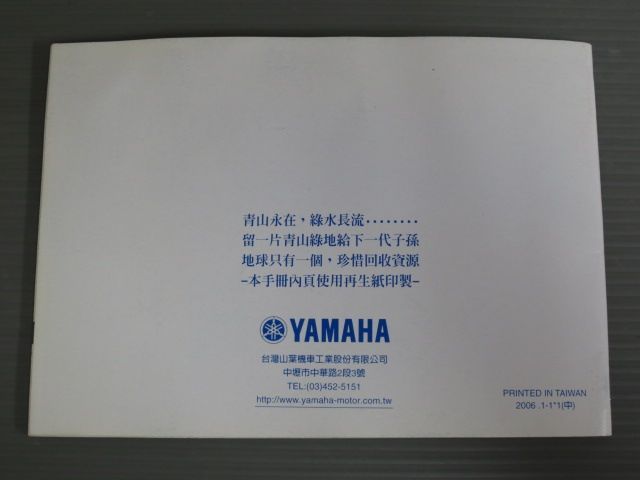 青山永在，綠水長流........
留一片青山綠地給下一代子孫
地球只有一個，珍惜回收資源
–本手冊內頁使用再生紙印製–
YAMAHA
台灣山葉機車工業股份有限公司
中壢市中華路2段3號
TEL:(03)452-5151
http://www.yamaha-motor.com.tw
PRINTED IN TAIWAN
2006 .1-1*1(中)